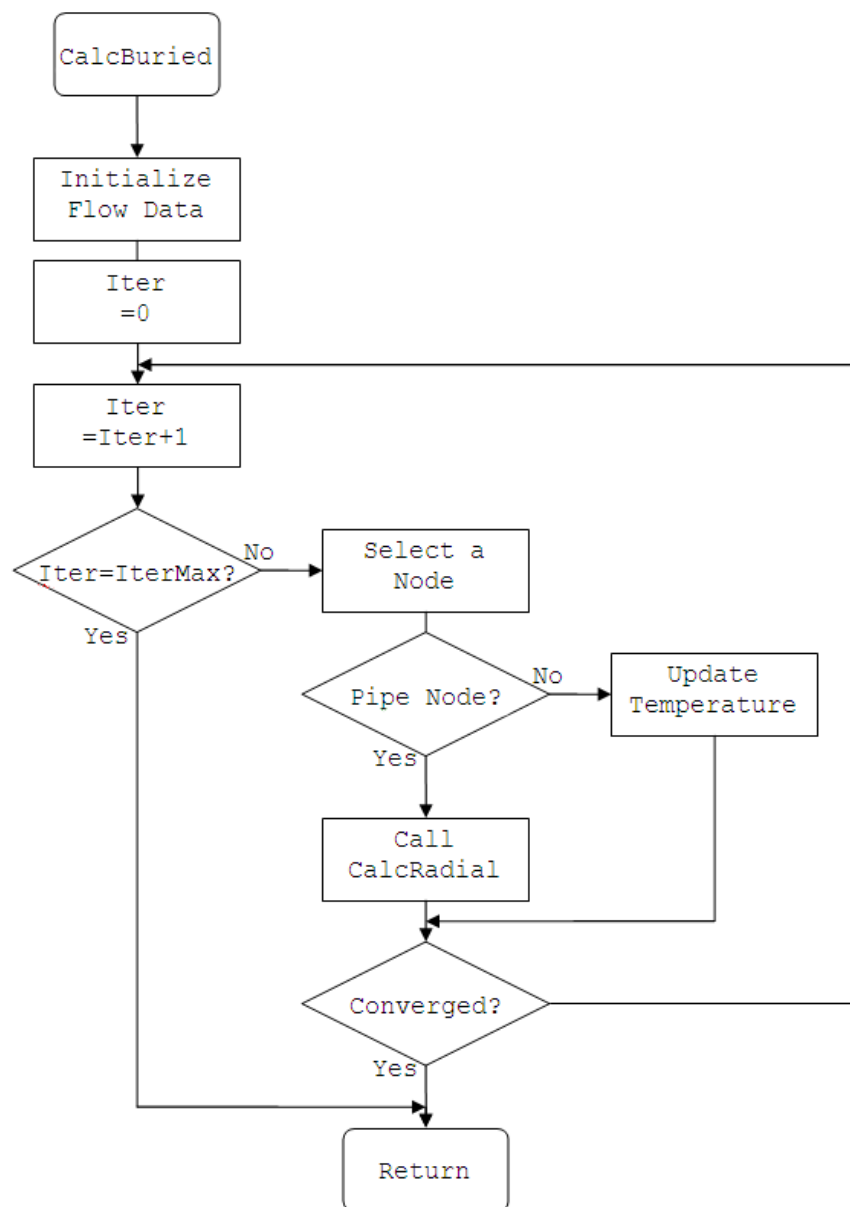 CalcBuried
Initialize
Flow Data
Iter
=0
Iter
=Iter+1
Iter=IterMax?
No
Yes
Select a
Node
Pipe Node?
No
Yes
Update
Temperature
Call
CalcRadial
Converged?
Yes
Return